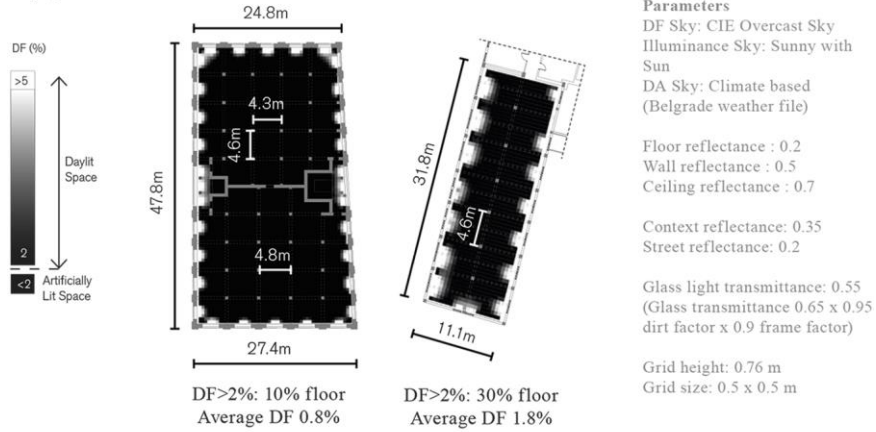 DF (%)
>5
Daylit
Space
2
<2
Artificially
Lit Space
24.8m
4.3m
4.6m
47.8m
4.8m
27.4m
DF>2%: 10% floor
Average DF 0.8%
31.8m
4.6m
11.1m
DF>2%: 30% floor
Average DF 1.8%
Parameters
DF Sky: CIE Overcast Sky
Illuminance Sky: Sunny with
Sun
DA Sky: Climate based
(Belgrade weather file)
Floor reflectance : 0.2
Wall reflectance : 0.5
Ceiling reflectance : 0.7
Context reflectance: 0.35
Street reflectance: 0.2
Glass light transmittance: 0.55
(Glass transmittance 0.65 x 0.95
dirt factor x 0.9 frame factor)
Grid height: 0.76 m
Grid size: 0.5 x 0.5 m